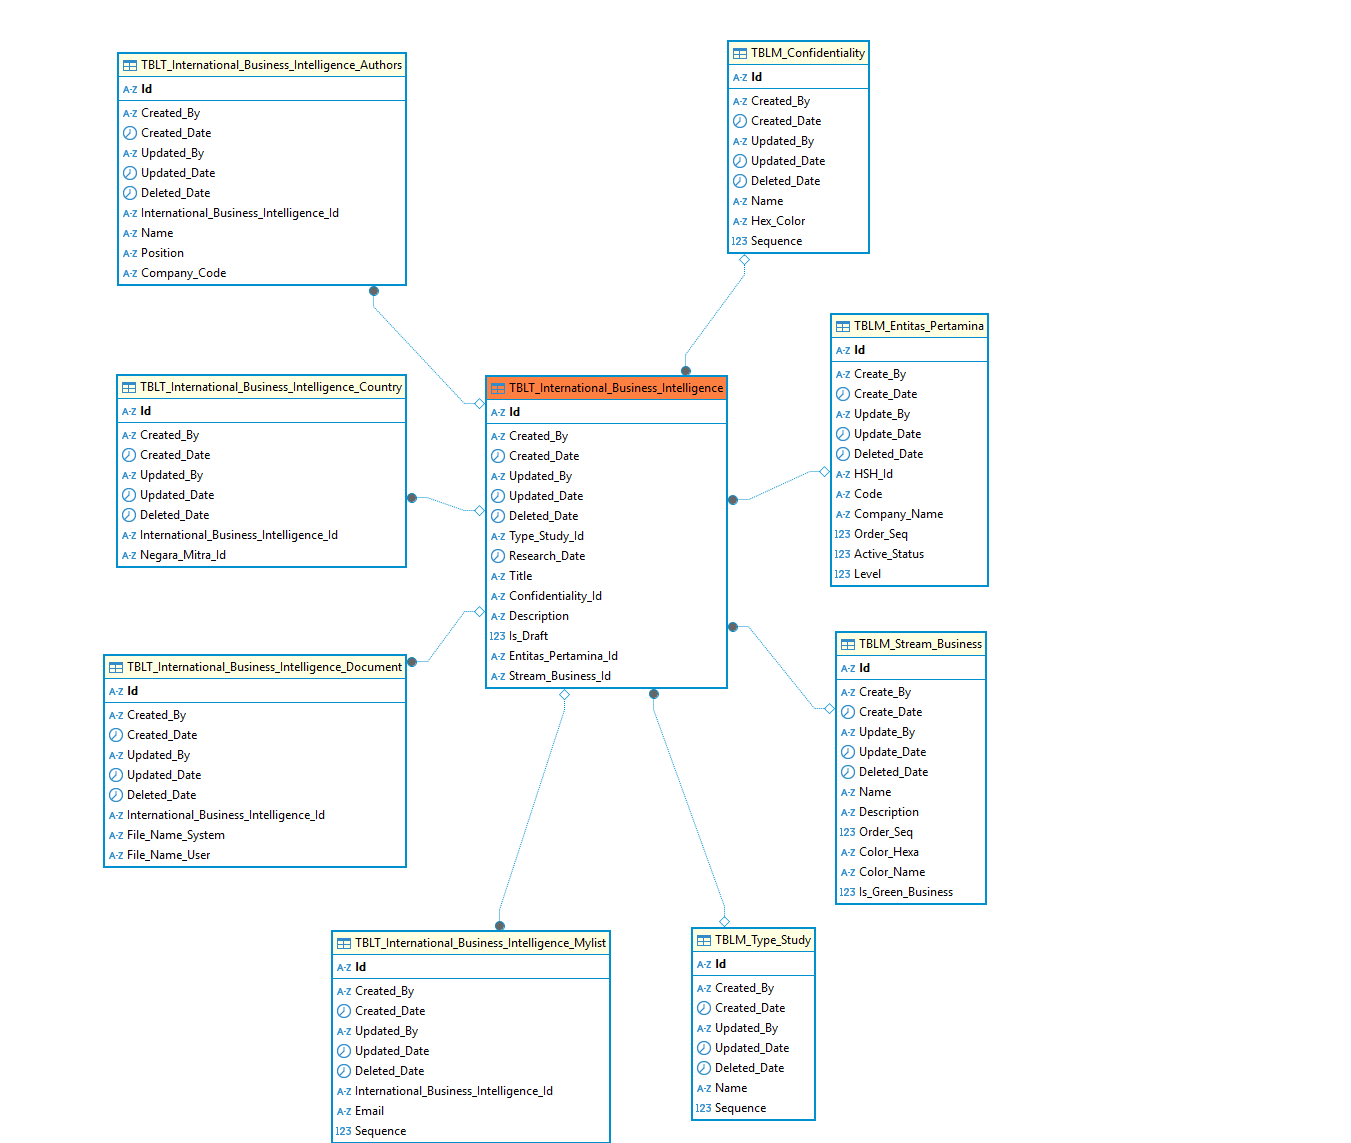 TBLT_International_Business_Intelligence_Authors
A-Z Id
A-Z Created_By
Created_Date
A-Z Updated_By
Updated_Date
Deleted_Date
A-Z International_Business_Intelligence_Id
A-Z Name
A-Z Position
A-Z Company_Code
TBLM_Confidentiality
A-Z Id
A-Z Created_By
Created_Date
A-Z Updated_By
Updated_Date
Deleted_Date
A-Z Name
A-Z Hex_Color
123 Sequence
TBLM_Entitas_Pertamina
A-Z Id
A-Z Create_By
Create_Date
A-Z Update_By
Update_Date
Deleted_Date
A-Z HSH_Id
A-Z Code
A-Z Company_Name
123 Order_Seq
123 Active_Status
123 Level
TBLT_International_Business_Intelligence_Country
A-Z Id
A-Z Created_By
Created_Date
A-Z Updated_By
Updated_Date
Deleted_Date
A-Z International_Business_Intelligence_Id
A-Z Negara_Mitra_Id
TBLT_International_Business_Intelligence
A-Z Id
A-Z Created_By
Created_Date
A-Z Updated_By
Updated_Date
Deleted_Date
A-Z Type_Study_Id
Research_Date
A-Z Title
A-Z Confidentiality_Id
A-Z Description
123 Is_Draft
A-Z Entitas_Pertamina_Id
A-Z Stream_Business_Id
TBLM_Stream_Business
A-Z Id
A-Z Create_By
Create_Date
A-Z Update_By
Update_Date
Deleted_Date
A-Z Name
A-Z Description
123 Order_Seq
A-Z Color_Hexa
A-Z Color_Name
123 Is_Green_Business
TBLT_International_Business_Intelligence_Document
A-Z Id
A-Z Created_By
Created_Date
A-Z Updated_By
Updated_Date
Deleted_Date
A-Z International_Business_Intelligence_Id
A-Z File_Name_System
A-Z File_Name_User
TBLT_International_Business_Intelligence_Mylist
A-Z Id
A-Z Created_By
Created_Date
A-Z Updated_By
Updated_Date
Deleted_Date
A-Z International_Business_Intelligence_Id
A-Z Email
123 Sequence
TBLM_Type_Study
A-Z Id
A-Z Created_By
Created_Date
A-Z Updated_By
Updated_Date
Deleted_Date
A-Z Name
123 Sequence